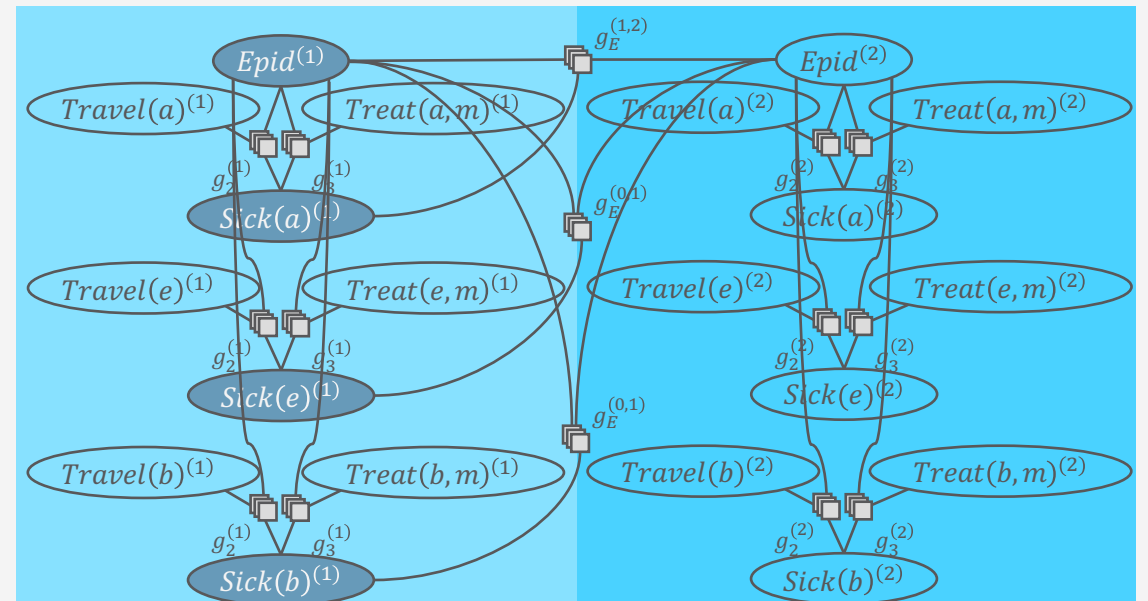 g_E^(1,2)
Epid^(1) Epid^(2)
Travel(a)^(1) Treat(a,m)^(1) Travel(a)^(2) Treat(a,m)^(2)
g_2^(1) g_3^(1) g_2^(2) g_3^(2)
Sick(a)^(1) g_E^(0,1) Sick(a)^(2)
Travel(e)^(1) Treat(e,m)^(1) Travel(e)^(2) Treat(e,m)^(2)
g_2^(1) g_3^(1) g_2^(2) g_3^(2)
Sick(e)^(1) Sick(e)^(2)
g_E^(0,1)
Travel(b)^(1) Treat(b,m)^(1) Travel(b)^(2) Treat(b,m)^(2)
g_2^(1) g_3^(1) g_2^(2) g_3^(2)
Sick(b)^(1) Sick(b)^(2)